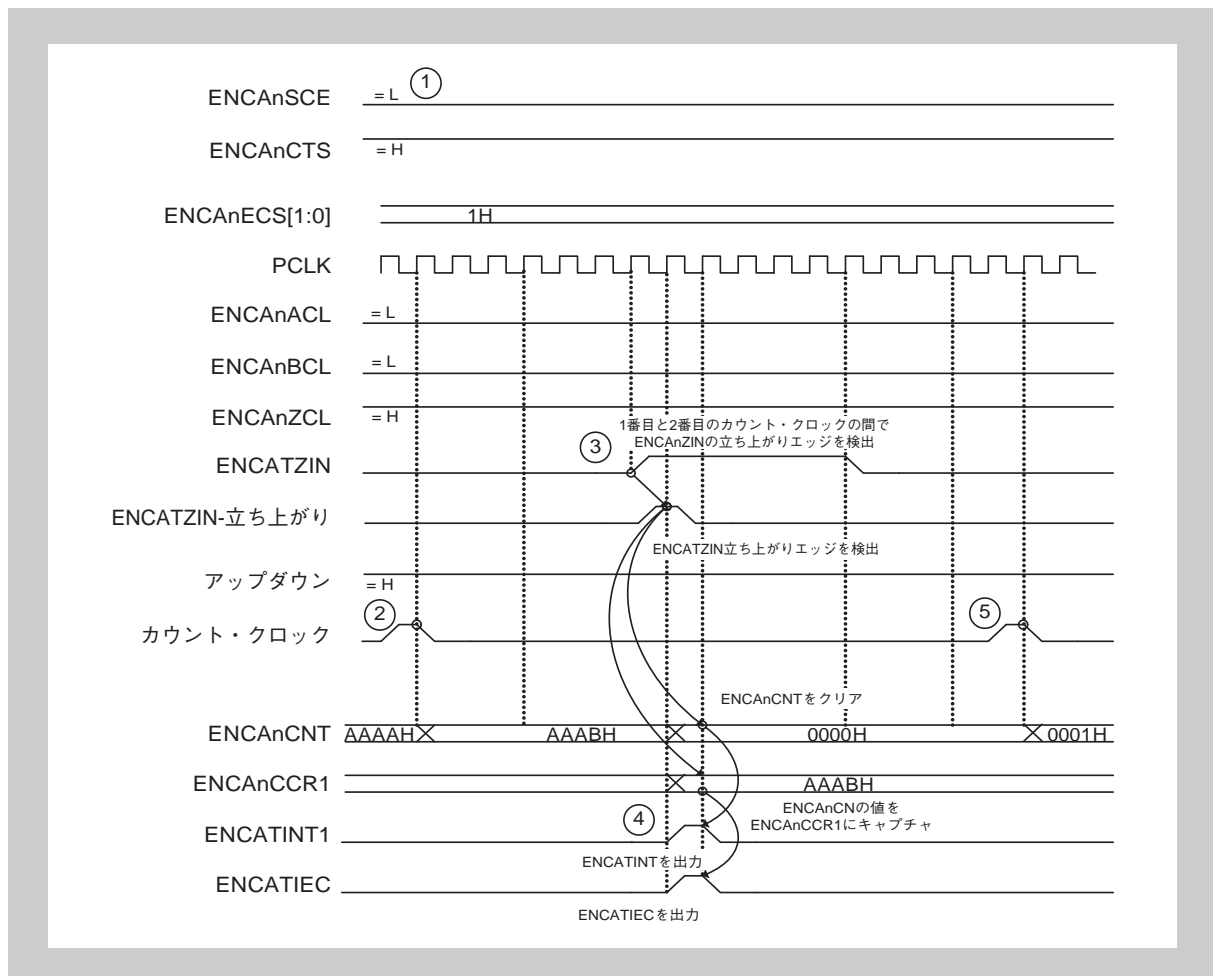 ENCAnSCE = L ①
ENCAnCTS = H
ENCAnECS[1:0] 1H
PCLK
ENCAnACL = L
ENCAnBCL = L
ENCAnZCL = H
1番目と2番目のカウント・クロックの間で
ENCAnZINの立ち上がりエッジを検出
③
ENCATZIN
ENCATZIN-立ち上がり
ENCATZIN立ち上がりエッジを検出
アップダウン = H
② ⑤
カウント・クロック
ENCAnCNTをクリア
ENCAnCNT AAAAH AAABH 0000H 0001H
ENCAnCCR1 AAABH
ENCAnCNの値を
ENCAnCCR1にキャプチャ
④
ENCATINT1
ENCATINTを出力
ENCATIEC
ENCATIECを出力